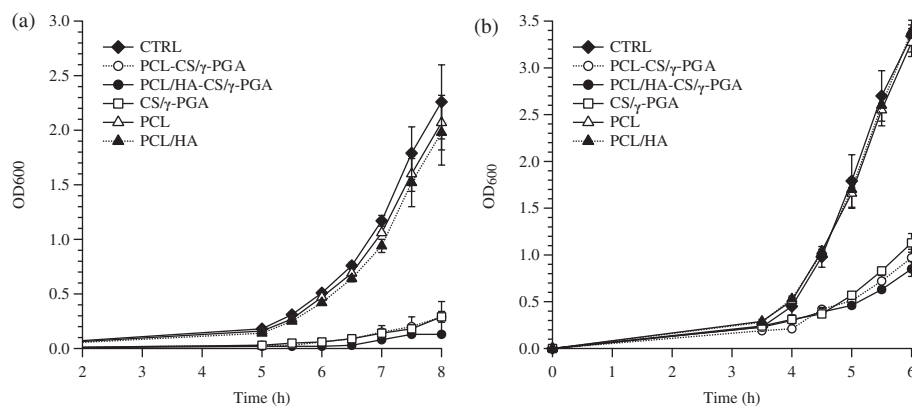 (a)
3.0
2.5
2.0
1.5
1.0
0.5
0.0
OD600
CTRL
PCL-CS/γ-PGA
PCL/HA-CS/γ-PGA
CS/γ-PGA
PCL
PCL/HA
2 3 4 5 6 7 8
Time (h)
(b)
3.5
3.0
2.5
2.0
1.5
1.0
0.5
0.0
OD600
CTRL
PCL-CS/γ-PGA
PCL/HA-CS/γ-PGA
CS/γ-PGA
PCL
PCL/HA
0 1 2 3 4 5 6
Time (h)